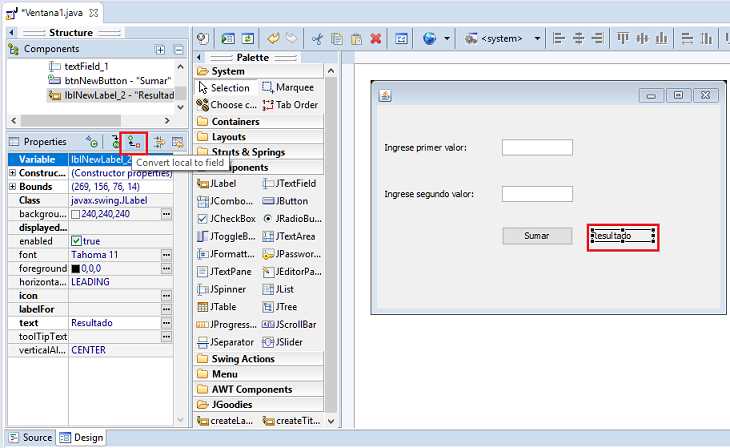 *Ventana1.java
Structure
Components
textField_1
btnNewButton - "Sumar"
lblNewLabel_2 - "Resultad
Properties
Convert local to field
Variable lblNewLabel_2
Construc... (Constructor properties)
Bounds (269, 156, 76, 14)
Class javax.swing.JLabel
backgrou... 240,240,240
displayed...
enabled true
font Tahoma 11
foreground 0,0,0
horizonta... LEADING
icon
labelFor
text Resultado
toolTipText
verticalAl... CENTER
Source Design
Palette
System
Selection Marquee
Choose c... Tab Order
Containers
Layouts
Struts & Springs
Components
JLabel JTextField
JCombo... JButton
JCheckBox JRadioBu...
JToggleB... JTextArea
JFormatt... JPasswor...
JTextPane JEditorPa...
JSpinner JList
JTable JTree
JProgress... JScrollBar
JSeparator JSlider
Swing Actions
Menu
AWT Components
JGoodies
createLa... createTit...
<system>
Ingrese primer valor:
Ingrese segundo valor:
Sumar
Resultado